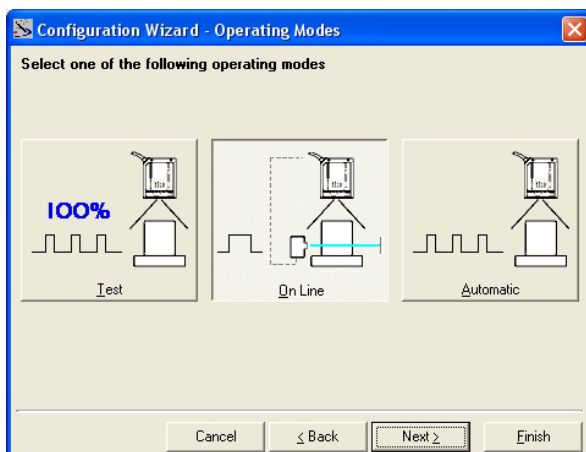 Configuration Wizard - Operating Modes
Select one of the following operating modes
100%
Test
On Line
Automatic
Cancel
< Back
Next >
Finish